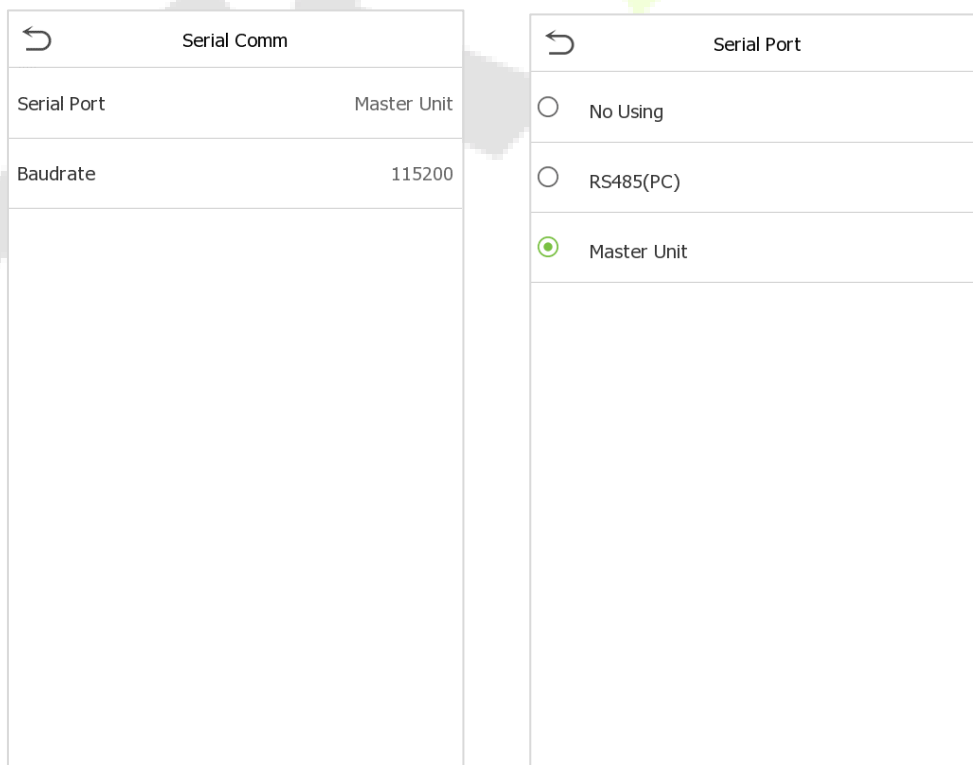 Serial Comm
Serial Port Master Unit
Baudrate 115200
Serial Port
No Using
RS485(PC)
Master Unit